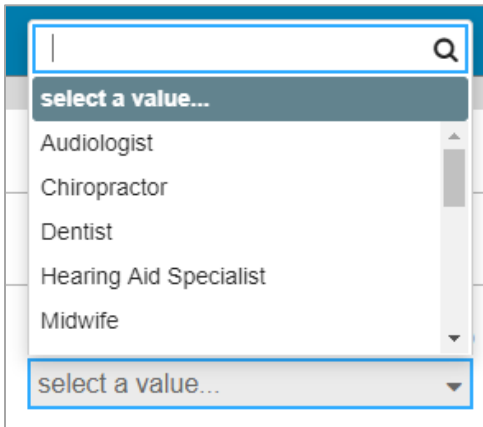 select a value...
Audiologist
Chiropractor
Dentist
Hearing Aid Specialist
Midwife
select a value...